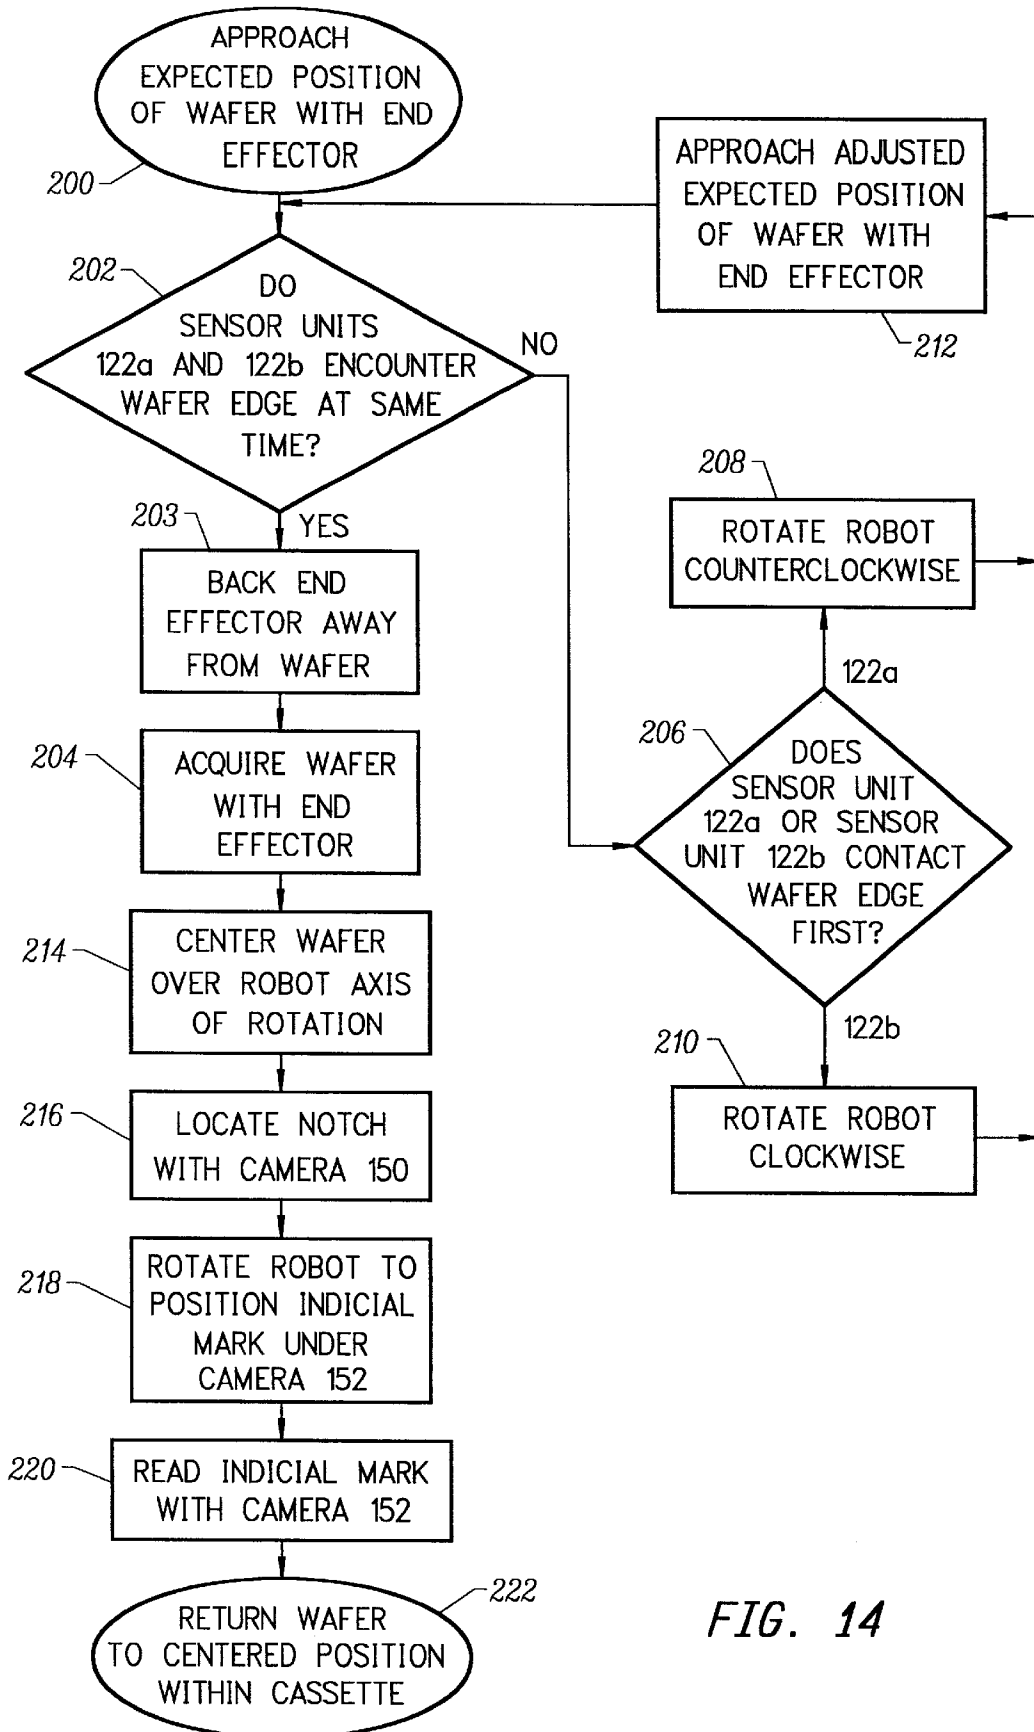 APPROACH
EXPECTED POSITION
OF WAFER WITH END
EFFECTOR
200
APPROACH ADJUSTED
EXPECTED POSITION
OF WAFER WITH
END EFFECTOR
212
202
DO
SENSOR UNITS
122a AND 122b ENCOUNTER
WAFER EDGE AT SAME
TIME?
NO
YES
203
BACK END
EFFECTOR AWAY
FROM WAFER
208
ROTATE ROBOT
COUNTERCLOCKWISE
122a
206
DOES
SENSOR UNIT
122a OR SENSOR
UNIT 122b CONTACT
WAFER EDGE
FIRST?
122b
210
ROTATE ROBOT
CLOCKWISE
204
ACQUIRE WAFER
WITH END
EFFECTOR
214
CENTER WAFER
OVER ROBOT AXIS
OF ROTATION
216
LOCATE NOTCH
WITH CAMERA 150
218
ROTATE ROBOT TO
POSITION INDICIAL
MARK UNDER
CAMERA 152
220
READ INDICIAL MARK
WITH CAMERA 152
222
RETURN WAFER
TO CENTERED POSITION
WITHIN CASSETTE
FIG. 14